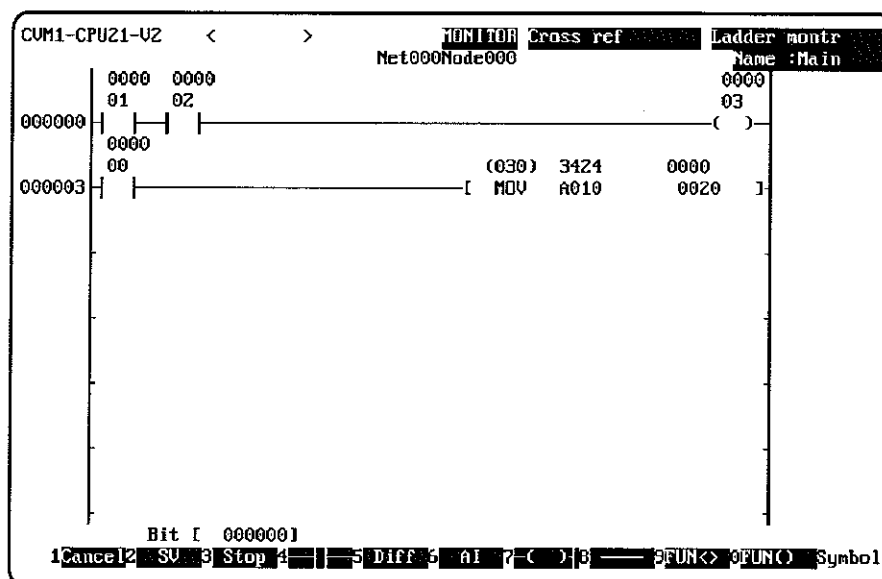 CVM1-CPU21-V2 < > MONITOR Cross ref Ladder montr
Net000Node000 Name :Main
0000 0000 0000
01 02 03
000000 ( )
0000
00 (030) 3424 0000
000003 [ MOV A010 0020 ]
Bit [ 000000]
1Cancel2 SV 3 Stop 4 5 Diff 6 AI 7 ( ) 8 9FUN<> 0FUN() Symbol